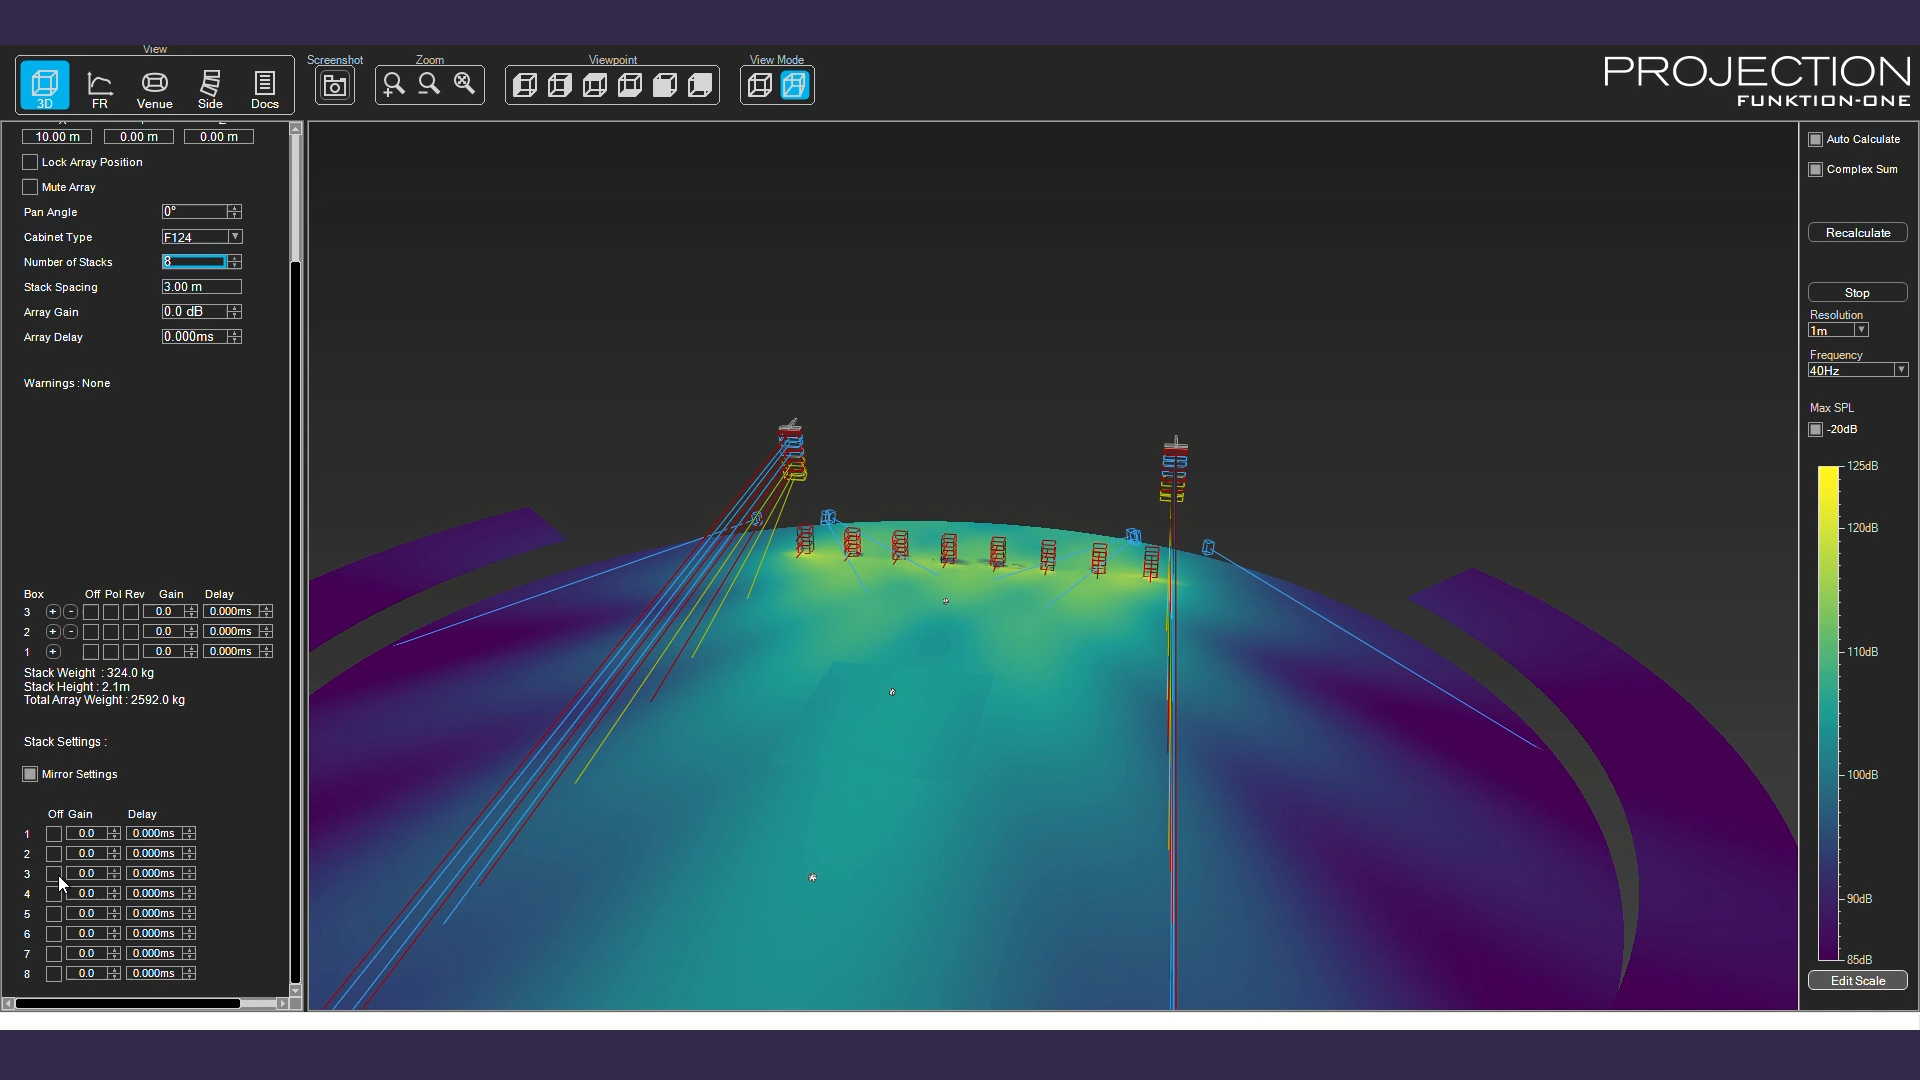 View
Screenshot
Zoom
Viewpoint
View Mode
3D
FR
Venue
Side
Docs
PROJECTION
FUNKTION-ONE
10.00 m
0.00 m
0.00 m
Lock Array Position
Mute Array
Pan Angle
0°
Cabinet Type
F124
Number of Stacks
8
Stack Spacing
3.00 m
Array Gain
0.0 dB
Array Delay
0.000ms
Warnings : None
Box Off Pol Rev Gain Delay
3 + - 0.0 0.000ms
2 + - 0.0 0.000ms
1 + 0.0 0.000ms
Stack Weight : 324.0 kg
Stack Height : 2.1m
Total Array Weight : 2592.0 kg
Stack Settings :
Mirror Settings
Off Gain Delay
1 0.0 0.000ms
2 0.0 0.000ms
3 0.0 0.000ms
4 0.0 0.000ms
5 0.0 0.000ms
6 0.0 0.000ms
7 0.0 0.000ms
8 0.0 0.000ms
Auto Calculate
Complex Sum
Recalculate
Stop
Resolution
1m
Frequency
40Hz
Max SPL
-20dB
125dB
120dB
110dB
100dB
90dB
85dB
Edit Scale